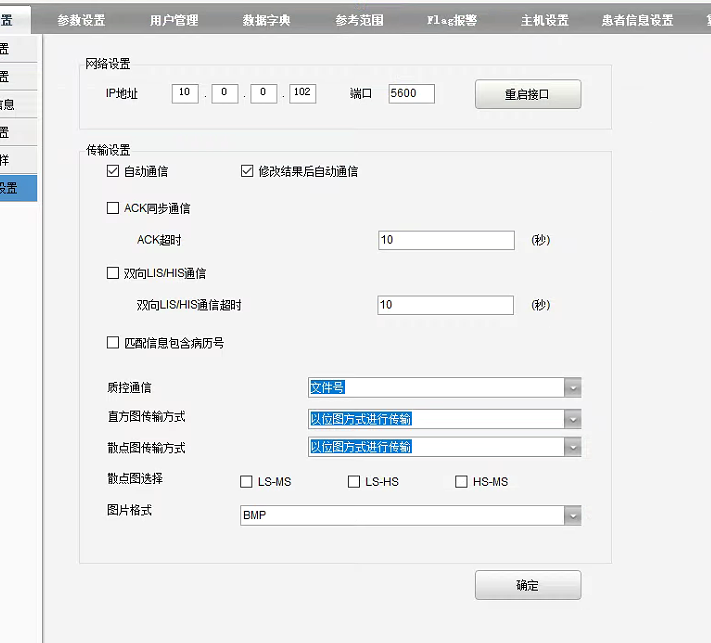 置 参数设置 用户管理 数据字典 参考范围 Flag报警 主机设置 患者信息设置
置
置
信息
置
样
设置
网络设置
IP地址 10 . 0 . 0 . 102 端口 5600 重启接口
传输设置
自动通信 修改结果后自动通信
ACK同步通信
ACK超时 10 (秒)
双向LIS/HIS通信
双向LIS/HIS通信超时 10 (秒)
匹配信息包含病历号
质控通信 文件号
直方图传输方式 以位图方式进行传输
散点图传输方式 以位图方式进行传输
散点图选择 LS-MS LS-HS HS-MS
图片格式 BMP
确定